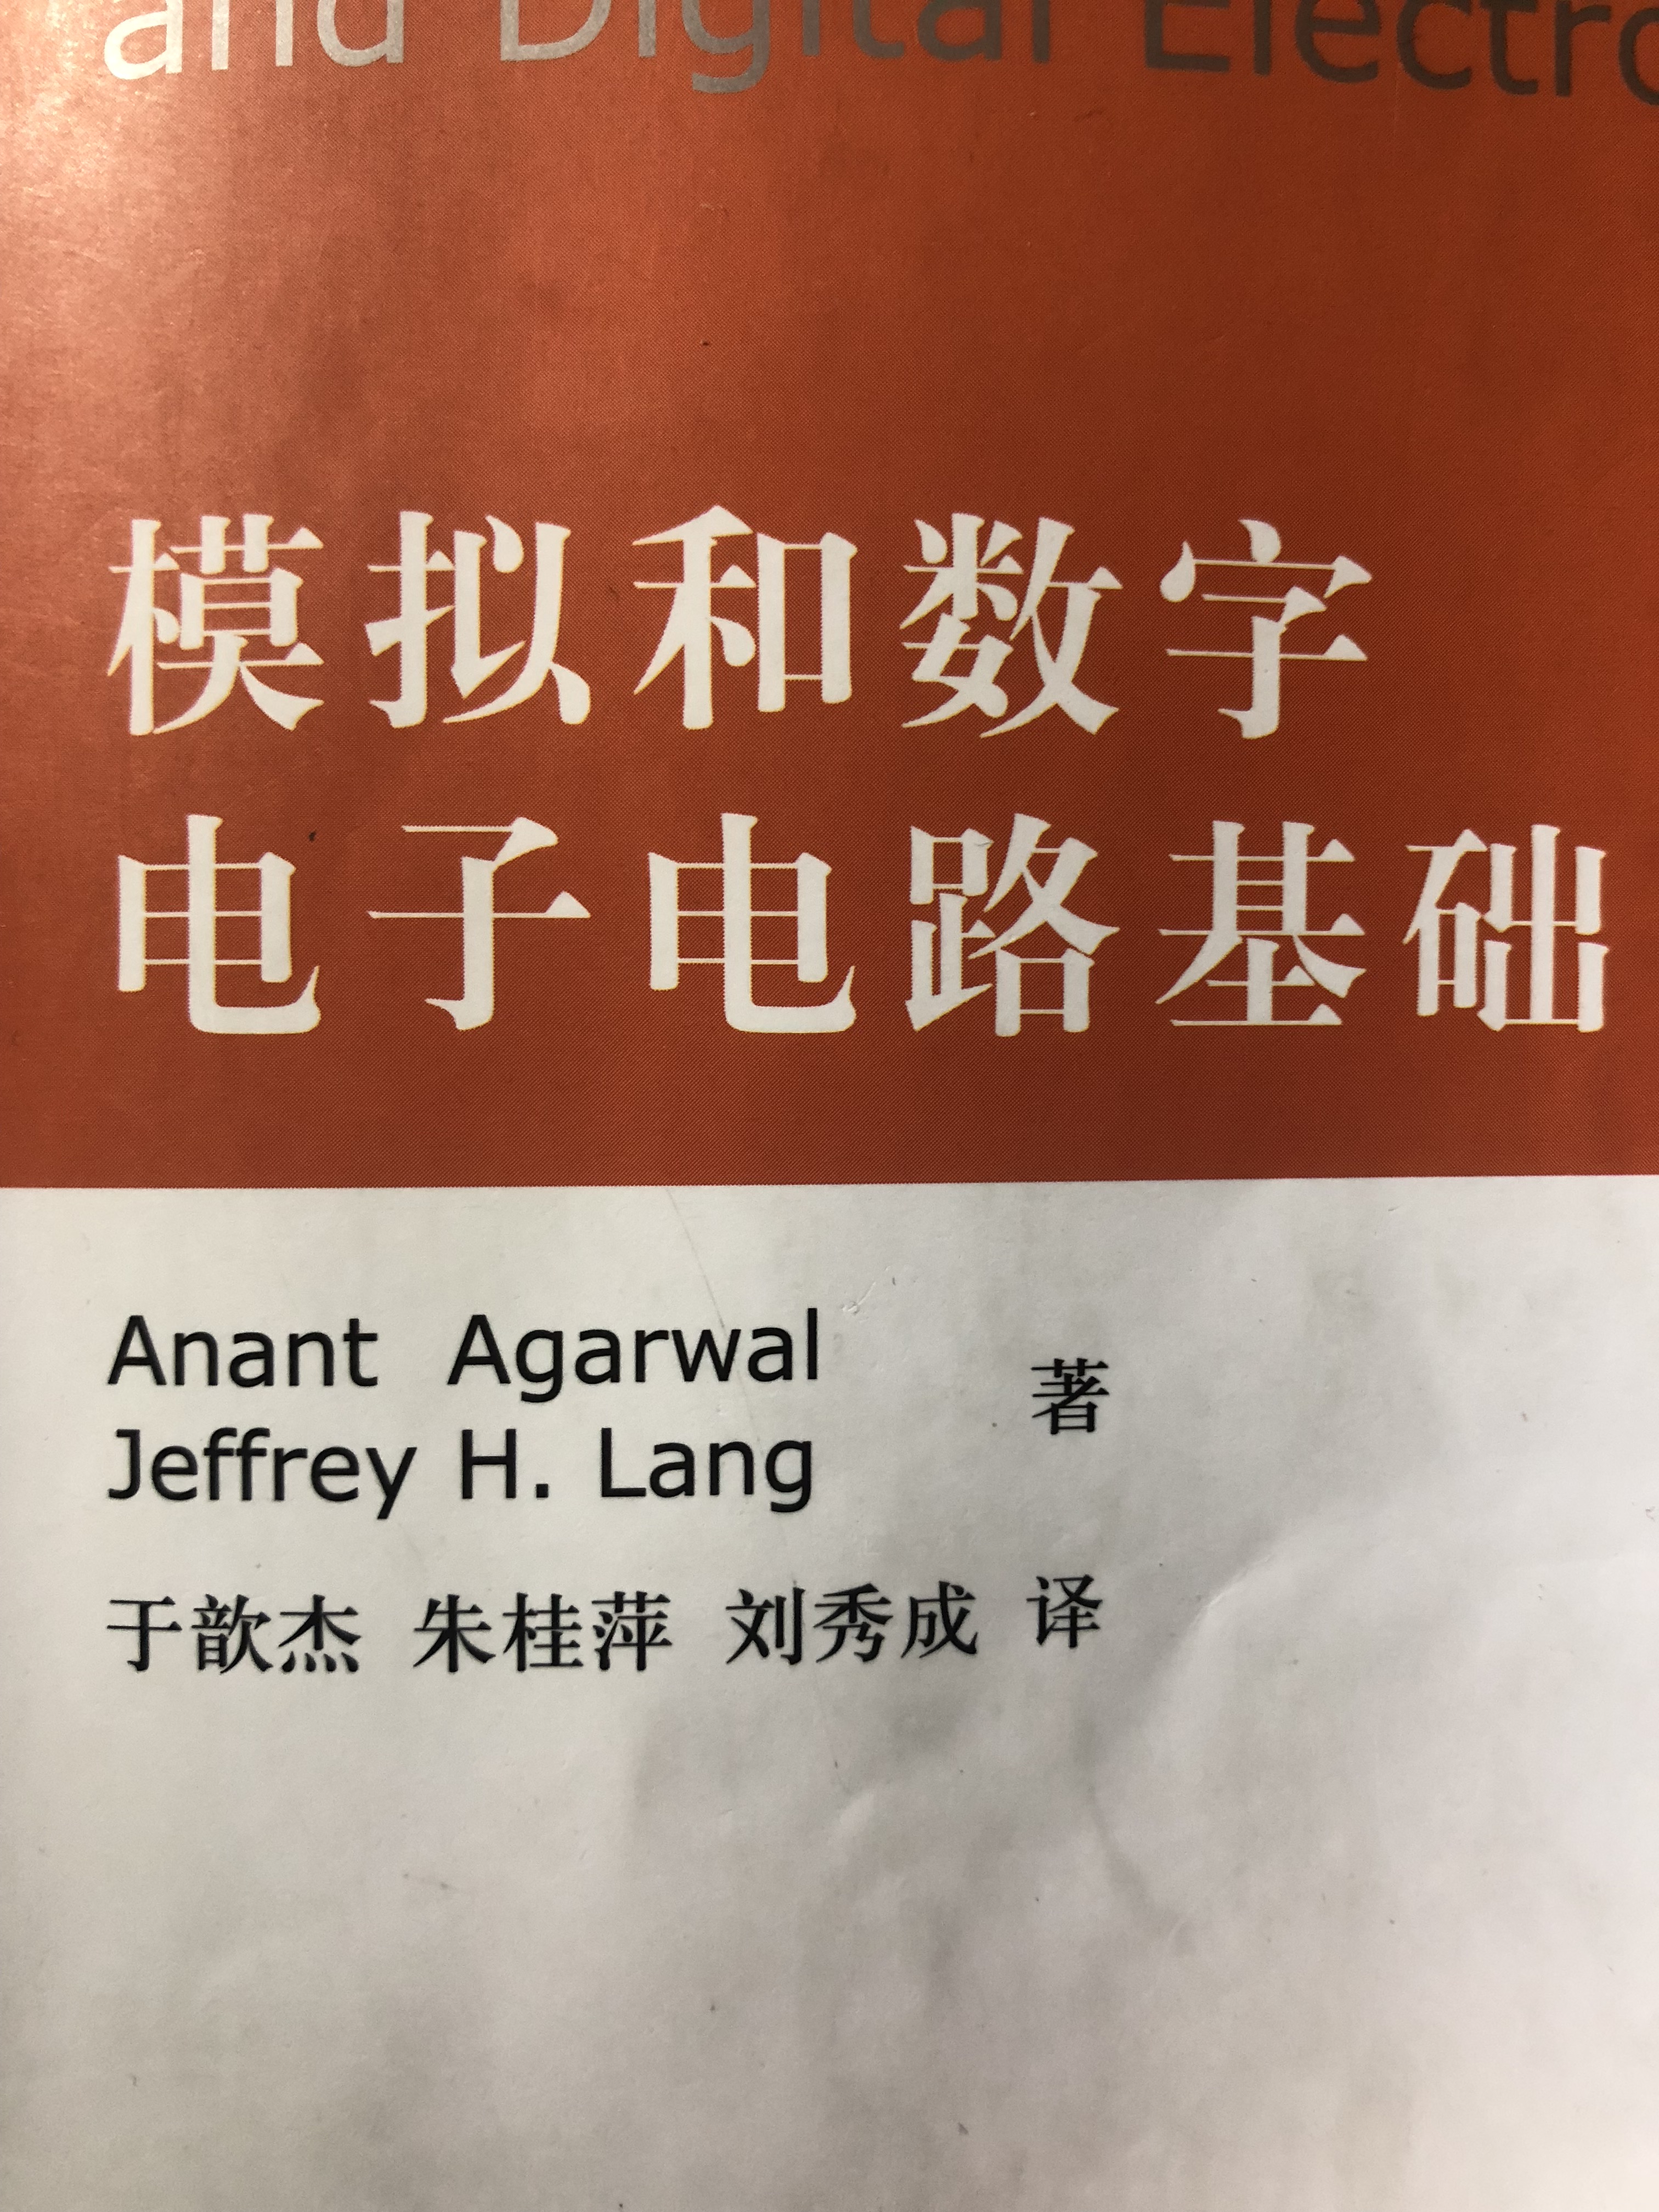 and Digital Electro
模拟和数字
电子电路基础
Anant Agarwal
著
Jeffrey H. Lang
于歆杰 朱桂萍 刘秀成 译